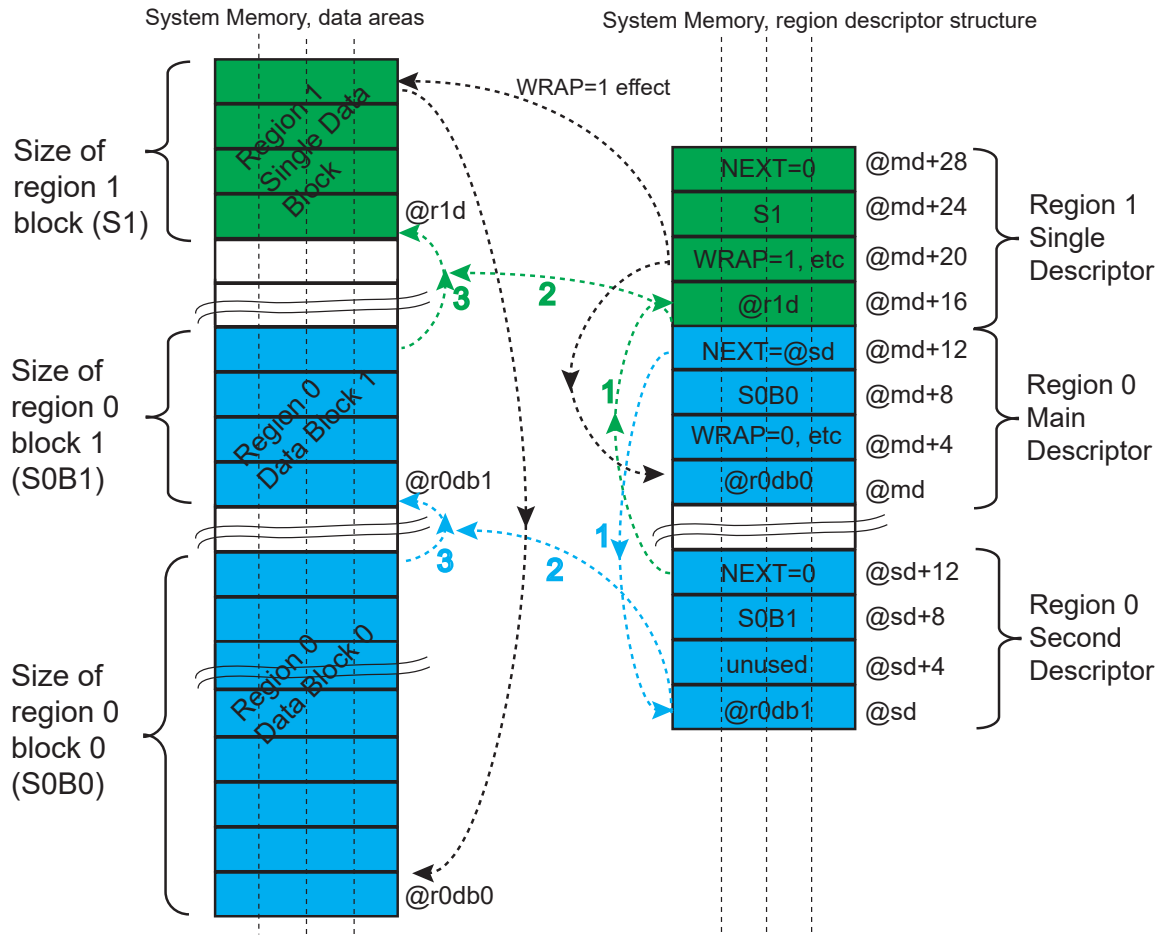 System Memory, data areas
System Memory, region descriptor structure
WRAP=1 effect
Size of
region 1
block (S1)
Region 1
Single Data
Block
@r1d
3
2
Size of
region 0
block 1
(S0B1)
Region 0
Data Block 1
@r0db1
3
2
1
1
Size of
region 0
block 0
(S0B0)
Region 0
Data Block 0
@r0db0
NEXT=0
@md+28
S1
@md+24
WRAP=1, etc
@md+20
@r1d
@md+16
Region 1
Single
Descriptor
NEXT=@sd
@md+12
S0B0
@md+8
WRAP=0, etc
@md+4
@r0db0
@md
Region 0
Main
Descriptor
NEXT=0
@sd+12
S0B1
@sd+8
unused
@sd+4
@r0db1
@sd
Region 0
Second
Descriptor